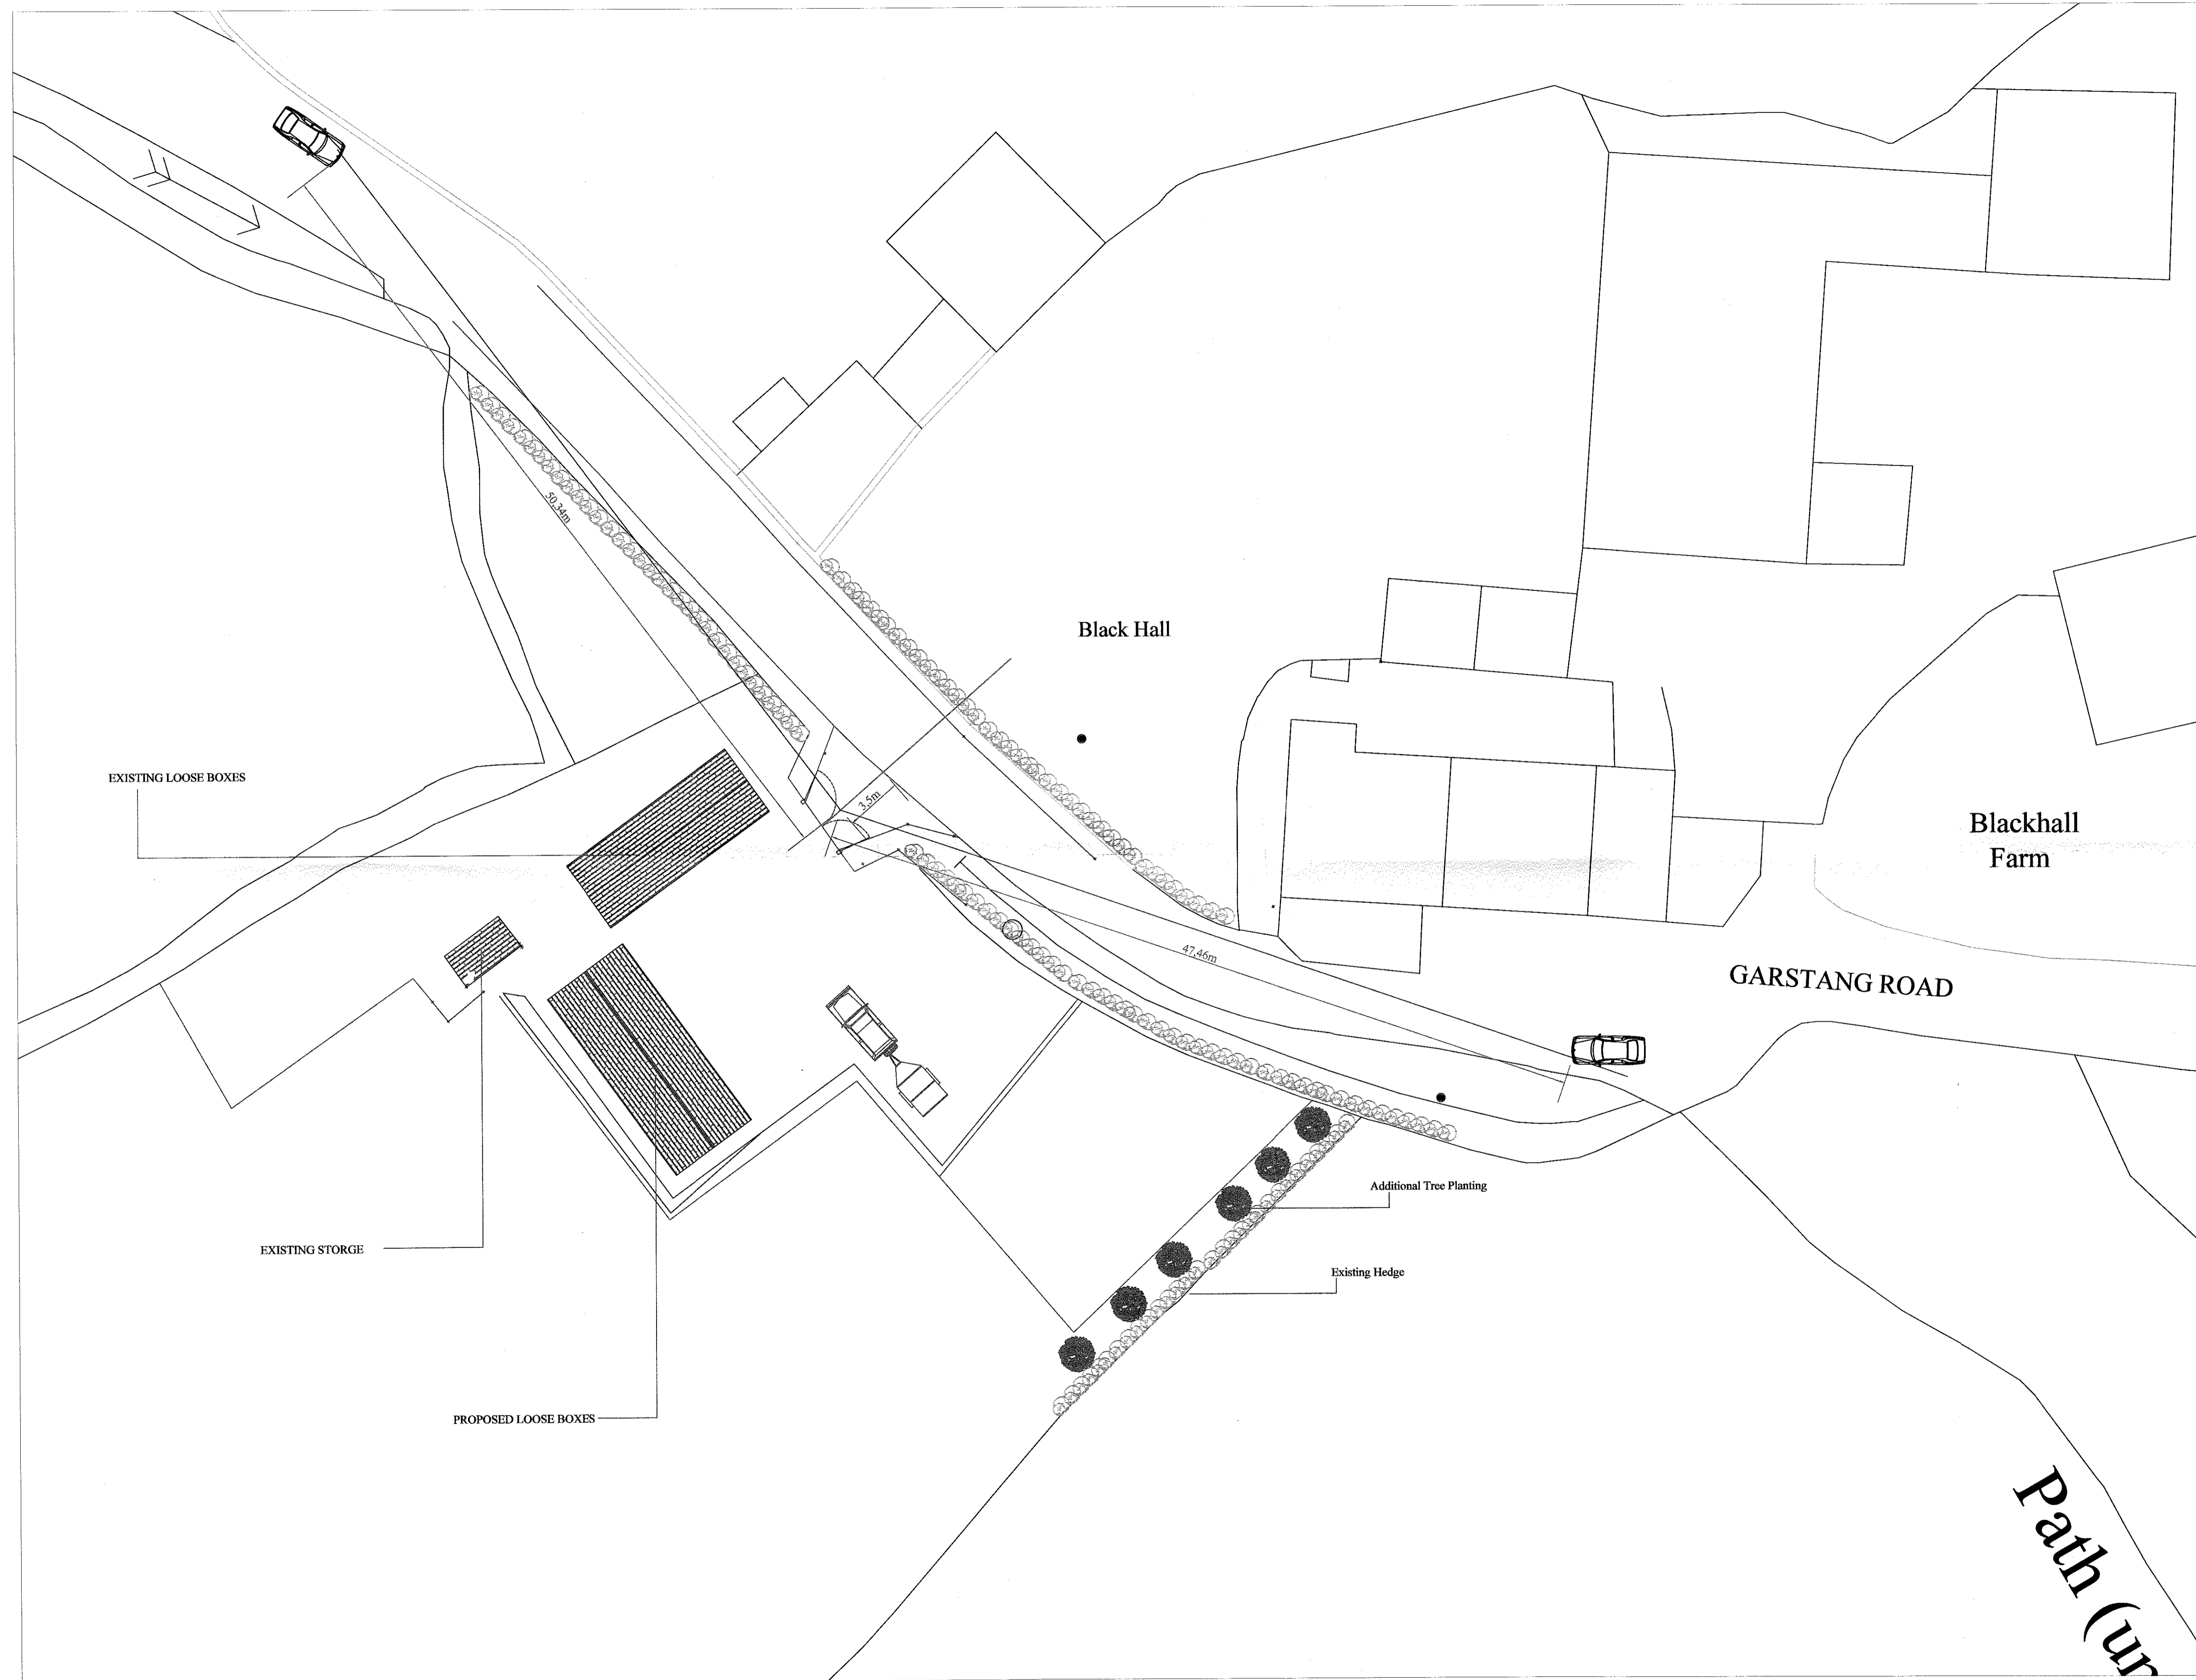 50,34m
Black Hall
EXISTING LOOSE BOXES
3,5m
Blackhall
Farm
47,46m
GARSTANG ROAD
Additional Tree Planting
EXISTING STORGE
Existing Hedge
PROPOSED LOOSE BOXES
Path (un